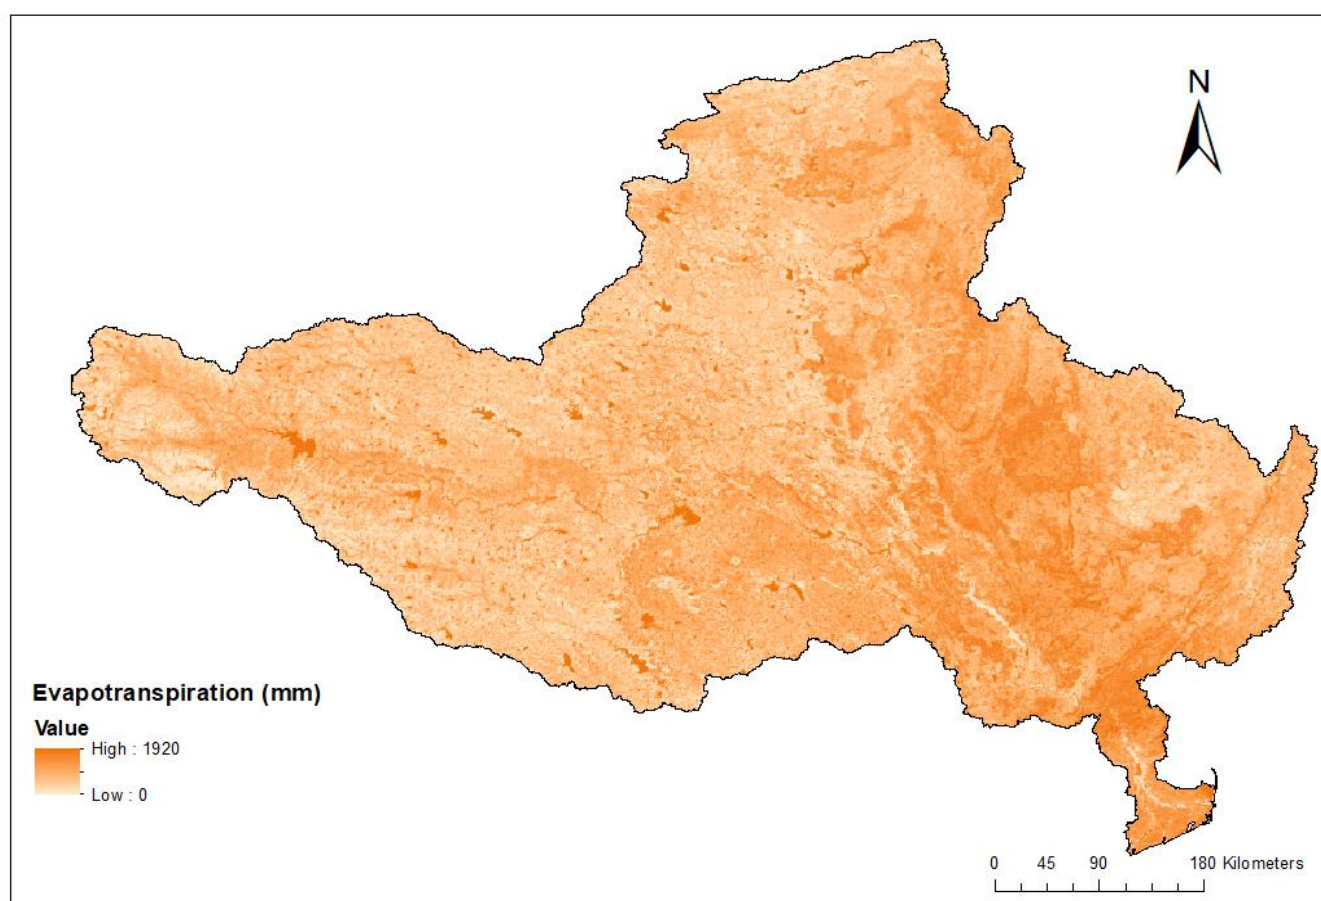 N
Evapotranspiration (mm)
Value
High : 1920
Low : 0
0 45 90 180 Kilometers